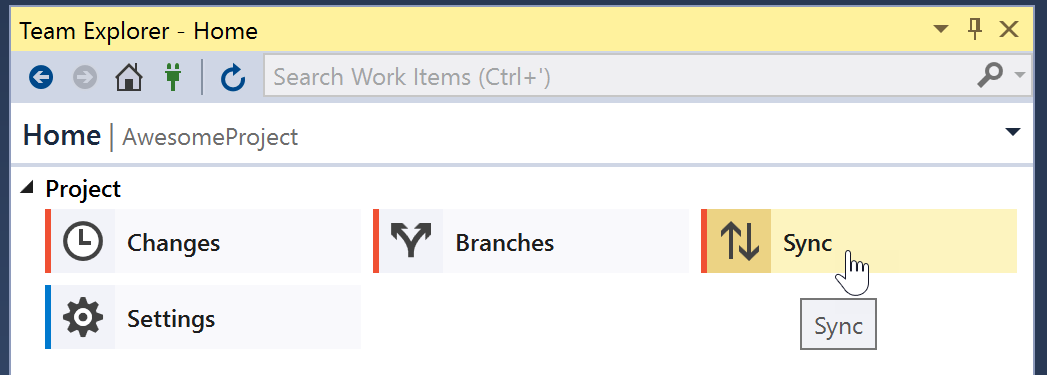 Team Explorer - Home
Search Work Items (Ctrl+')
Home | AwesomeProject
Project
Changes
Branches
Sync
Settings
Sync